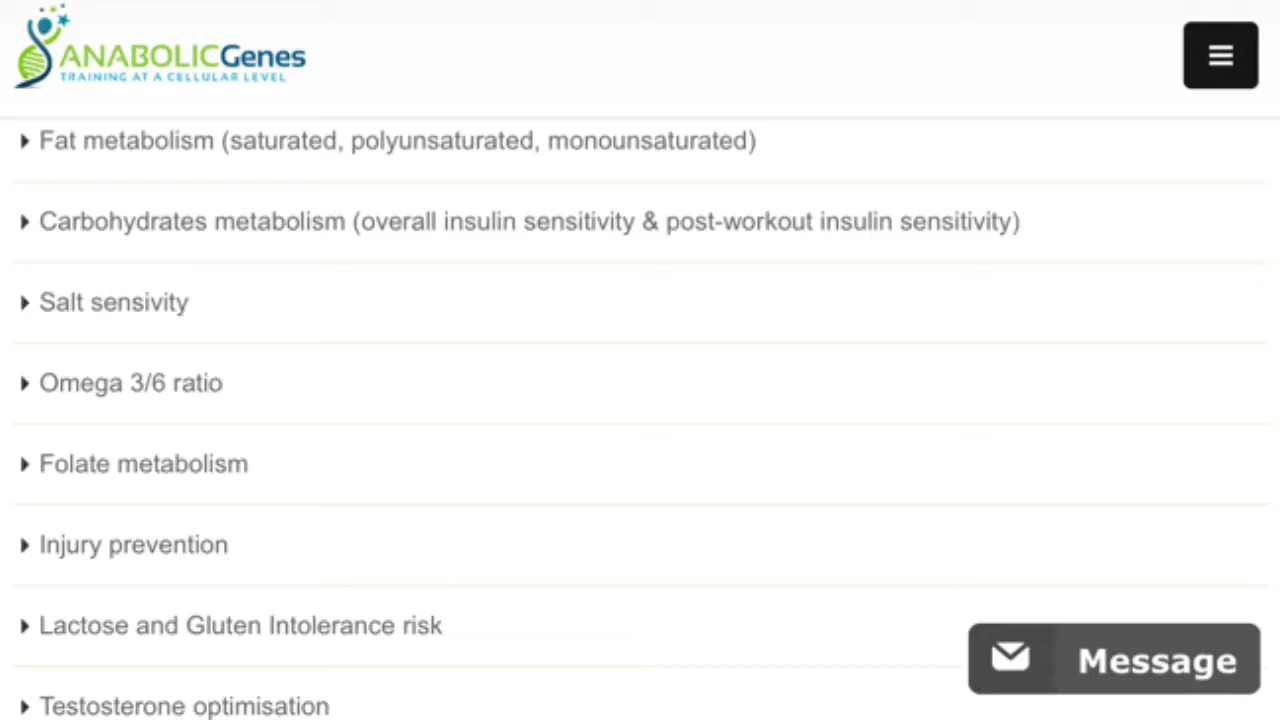 ANABOLICGenes
TRAINING AT A CELLULAR LEVEL
Fat metabolism (saturated, polyunsaturated, monounsaturated)
Carbohydrates metabolism (overall insulin sensitivity & post-workout insulin sensitivity)
Salt sensivity
Omega 3/6 ratio
Folate metabolism
Injury prevention
Lactose and Gluten Intolerance risk
Message
Testosterone optimisation